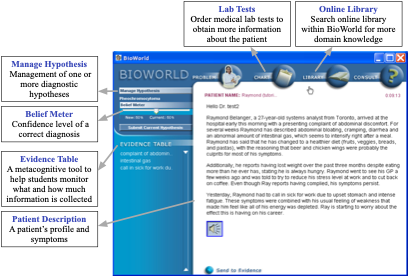 Lab Tests
Order medical lab tests to
obtain more information
about the patient
Online Library
Search online library
within BioWorld for more
domain knowledge
Manage Hypothesis
Management of one or
more diagnostic
hypotheses
Belief Meter
Confidence level of
a correct diagnosis
Evidence Table
A metacognitive tool to
help students monitor
what and how much
information is collected
Patient Description
A patient's profile and
symptoms
BioWorld
BIOWORLD
PROBLEM
CHART
LIBRARY
CONSULT
?
Manage Hypothesis
Pheochromocytoma
Belief Meter
Submit Current Hypothesis
EVIDENCE TABLE
complaint of abdomin
intestinal gas
call in sick for work du
PATIENT NAME: Raymond
Hello Dr. test2!
Raymond Belanger, a 27-year-old systems analyst from Toronto, arrived at the
hospital early this morning with a presenting complaint of abdominal discomfort. For
several weeks Raymond has described abdominal bloating, cramping, diarrhea and
an abnormal amount of intestinal gas, which seems to intensify right after a meal.
Raymond has said that he has changed to a healthier diet (fruits, veggies, breads,
and pastas), with the reasoning that beer and chicken wings were probably the
culprits for most of his symptoms.
Additionally, he reports having lost weight over the past three months despite eating
more than he ever has, stating he is always hungry. Raymond went to see his GP a
few weeks ago and was told to try to reduce his stress level at work and to cut back
on coffee. Even though Ray reports having complied, his symptoms persist.
Yesterday, Raymond had to call in sick for work due to upset stomach and intense
fatigue. These symptoms were combined with his usual feeling of weakness that
made him feel like all of his energy was depleted. Ray is starting to worry about the
effect this is having on his career.
Send to Evidence